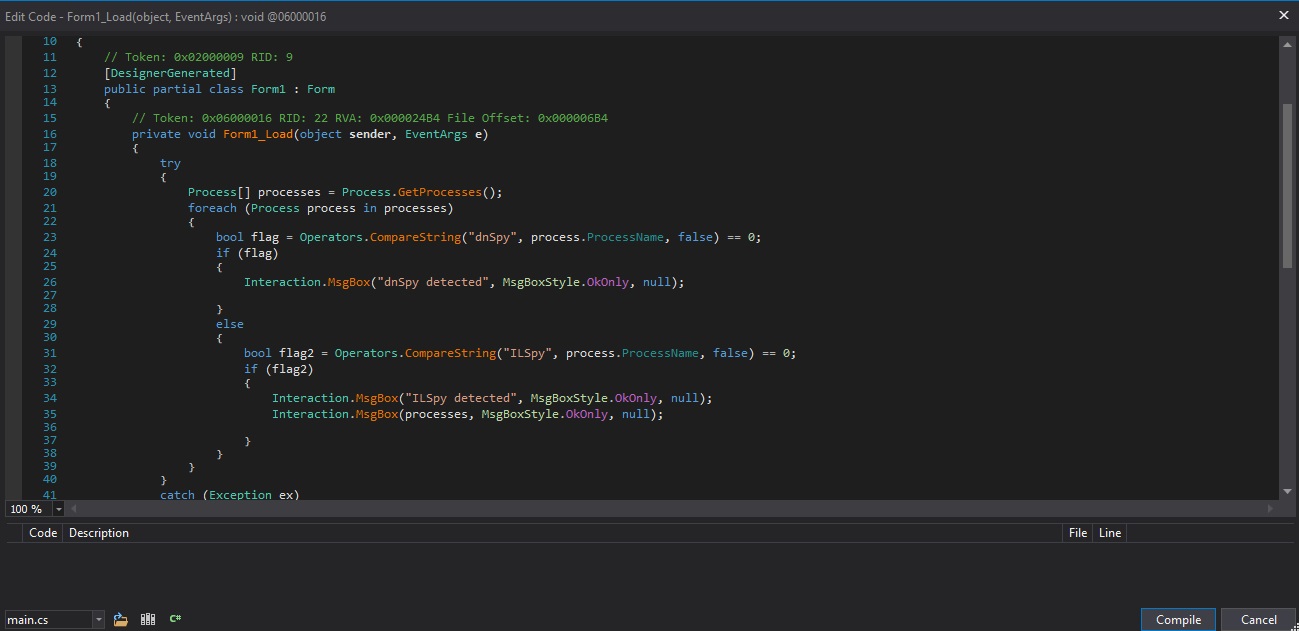 Edit Code - Form1_Load(object, EventArgs) : void @06000016
10 {
11 // Token: 0x02000009 RID: 9
12 [DesignerGenerated]
13 public partial class Form1 : Form
14 {
15 // Token: 0x06000016 RID: 22 RVA: 0x000024B4 File Offset: 0x000006B4
16 private void Form1_Load(object sender, EventArgs e)
17 {
18 try
19 {
20 Process[] processes = Process.GetProcesses();
21 foreach (Process process in processes)
22 {
23 bool flag = Operators.CompareString("dnSpy", process.ProcessName, false) == 0;
24 if (flag)
25 {
26 Interaction.MsgBox("dnSpy detected", MsgBoxStyle.OkOnly, null);
27
28 }
29 else
30 {
31 bool flag2 = Operators.CompareString("ILSpy", process.ProcessName, false) == 0;
32 if (flag2)
33 {
34 Interaction.MsgBox("ILSpy detected", MsgBoxStyle.OkOnly, null);
35 Interaction.MsgBox(processes, MsgBoxStyle.OkOnly, null);
36
37 }
38 }
39 }
40 }
41 catch (Exception ex)
100 %
Code Description File Line
main.cs C# Compile Cancel